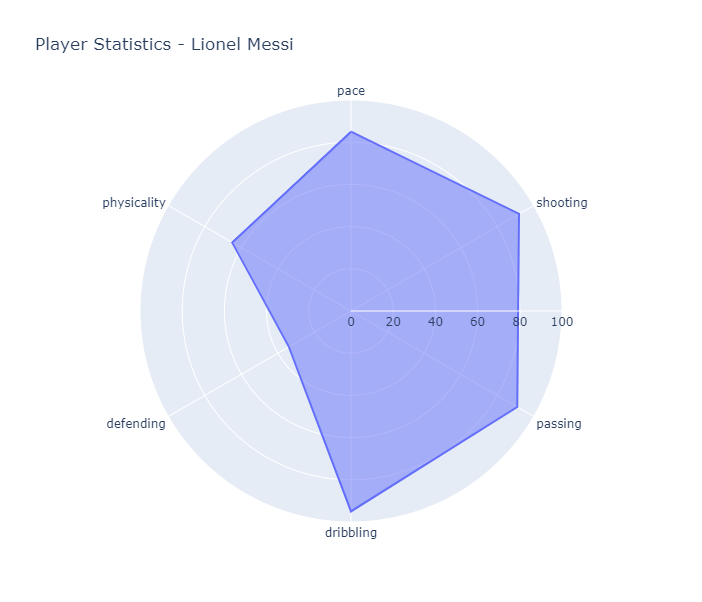 Player Statistics - Lionel Messi
pace
physicality
shooting
0 20 40 60 80 100
defending
passing
dribbling